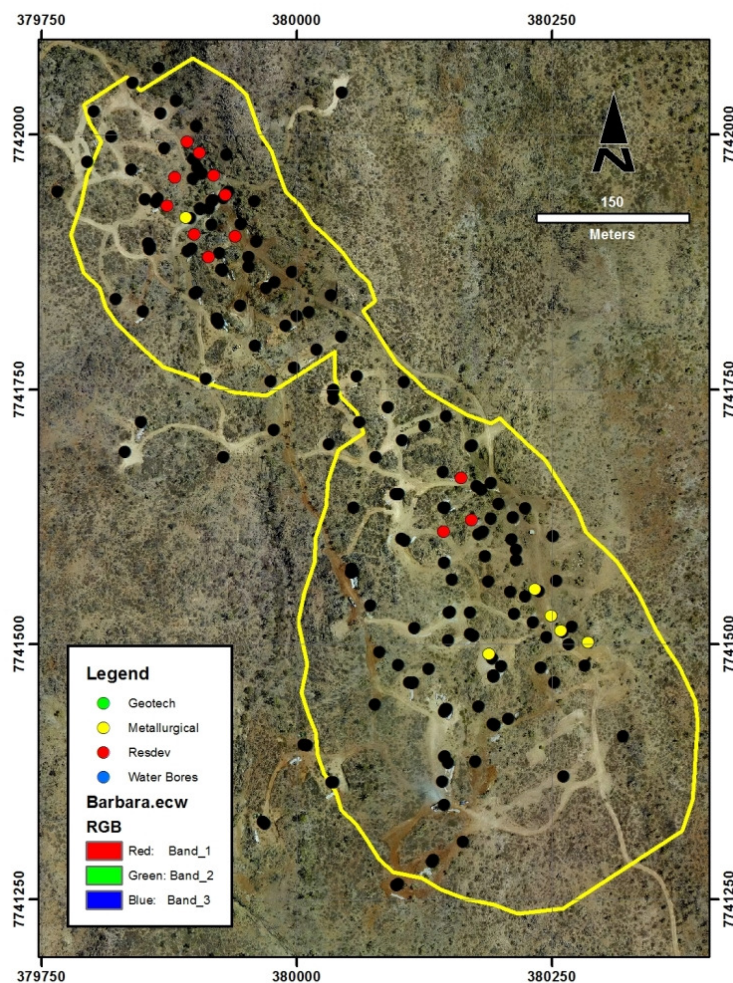 379750 380000 380250
7742000 7742000
N
150
Meters
7741750 7741750
7741500 7741500
Legend
Geotech
Metallurgical
Resdev
Water Bores
Barbara.ecw
RGB
Red: Band_1
Green: Band_2
Blue: Band_3
7741250 7741250
379750 380000 380250